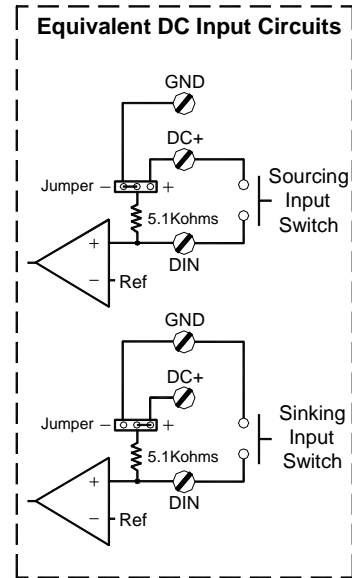 Equivalent DC Input Circuits
GND
DC+
Jumper − +
Sourcing
Input
Switch
5.1Kohms
+
DIN
− Ref
GND
DC+
Jumper − +
Sinking
Input
Switch
5.1Kohms
+
DIN
− Ref